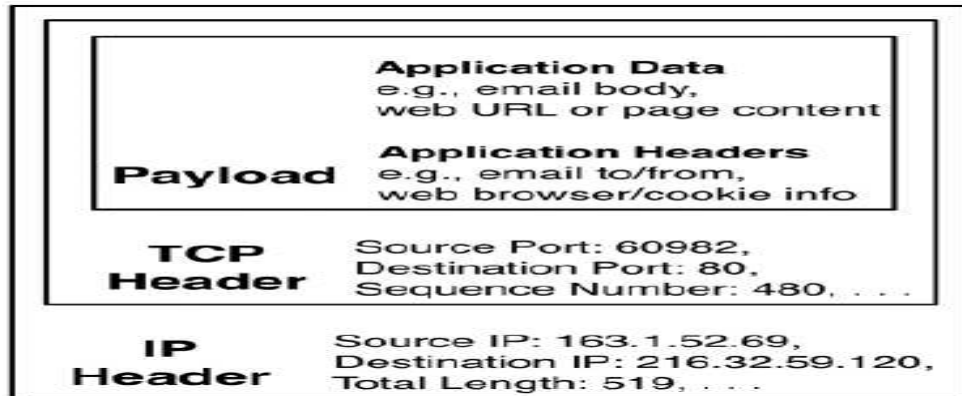 Application Data
e.g., email body,
web URL or page content
Payload
Application Headers
e.g., email to/from,
web browser/cookie info
TCP
Header
Source Port: 60982,
Destination Port: 80,
Sequence Number: 480, . . .
IP
Header
Source IP: 163.1.52.69,
Destination IP: 216.32.59.120,
Total Length: 519, . . .